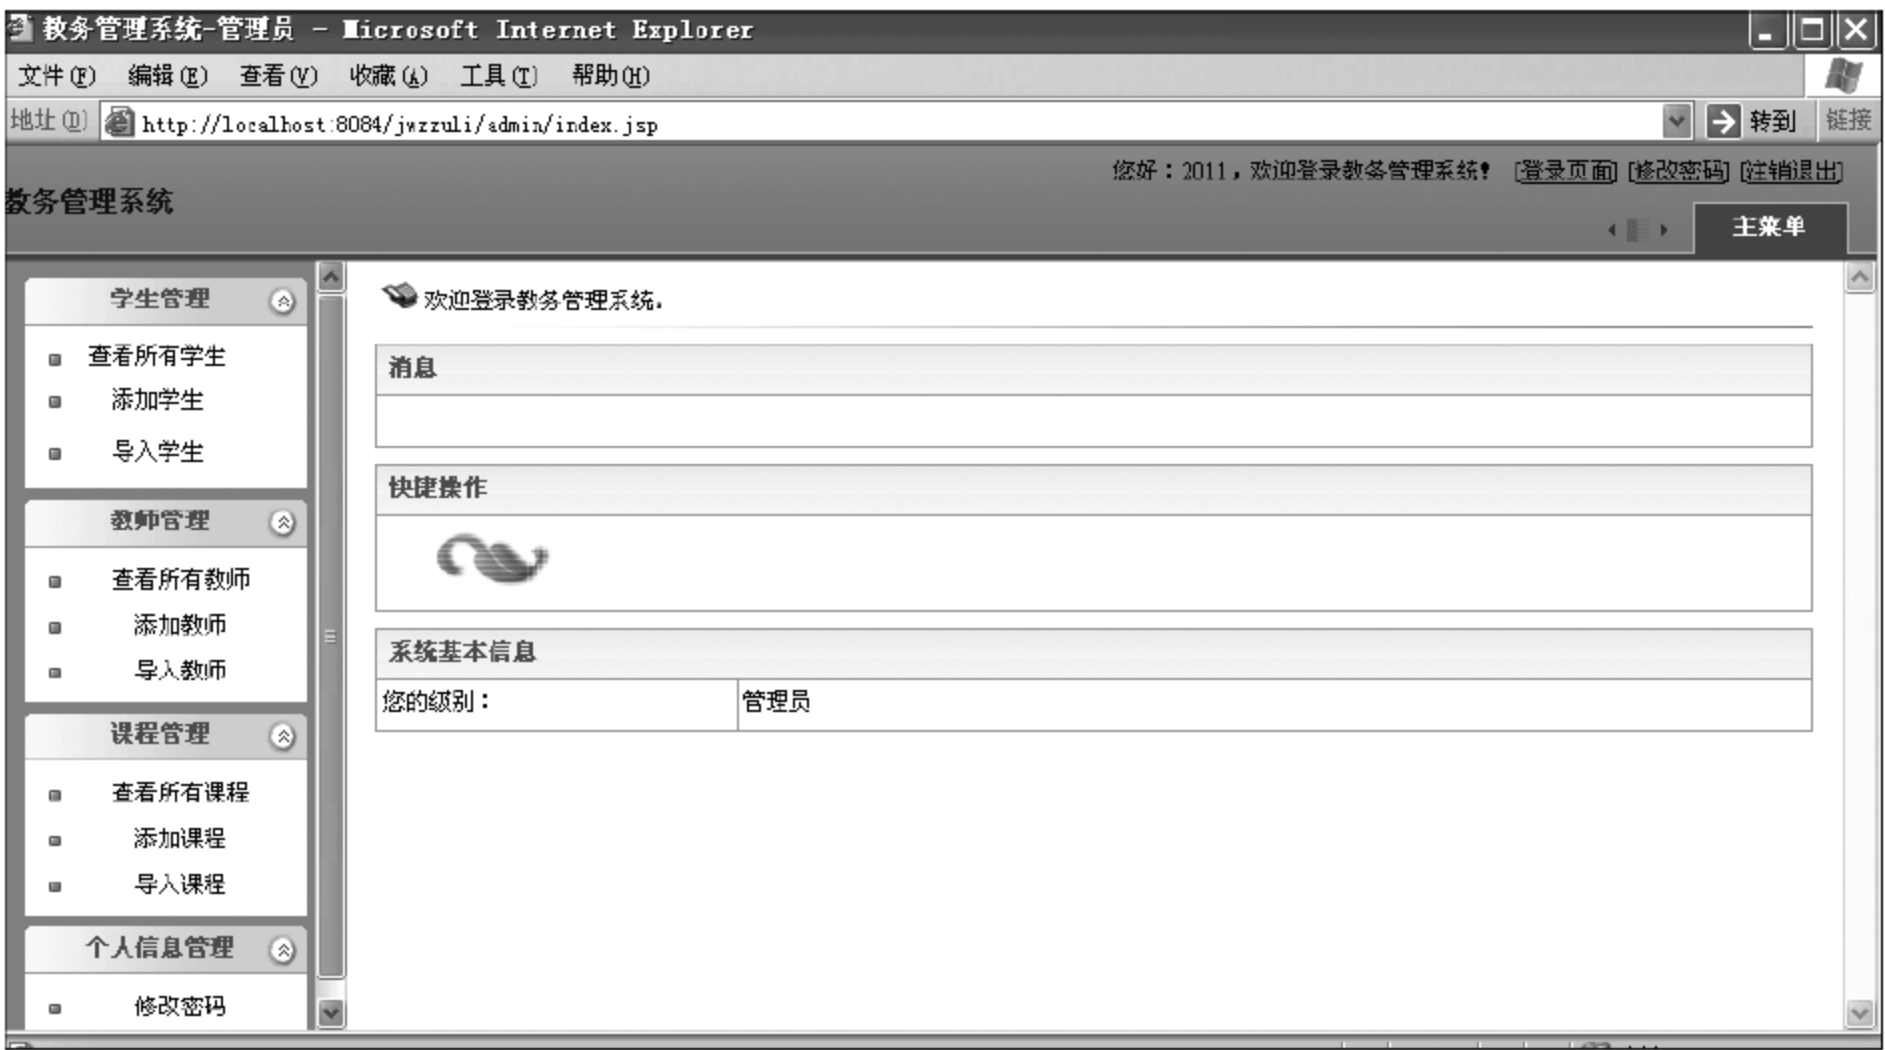 教务管理系统-管理员 - Microsoft Internet Explorer
文件(F) 编辑(E) 查看(V) 收藏(A) 工具(T) 帮助(H)
地址(D) http://localhost:8084/jwzzuli/admin/index.jsp 转到 链接
您好：2011，欢迎登录教务管理系统！ [登录页面] [修改密码] [注销退出]
教务管理系统
主菜单
学生管理
查看所有学生
添加学生
导入学生
教师管理
查看所有教师
添加教师
导入教师
课程管理
查看所有课程
添加课程
导入课程
个人信息管理
修改密码
欢迎登录教务管理系统.
消息
快捷操作
系统基本信息
您的级别： 管理员